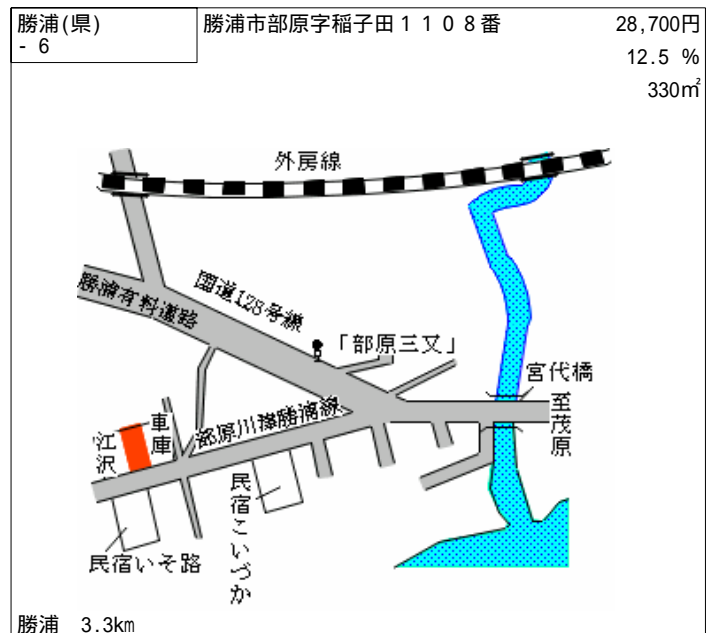 勝浦(県)
- 6
勝浦市部原字稲子田１１０８番
28,700円
12.5 %
330㎡
外房線
国道128号線
勝浦有料道路
「部原三又」
宮代橋
至茂原
部原川津勝浦線
車庫
江沢
民宿こいづか
民宿いそ路
勝浦 3.3km